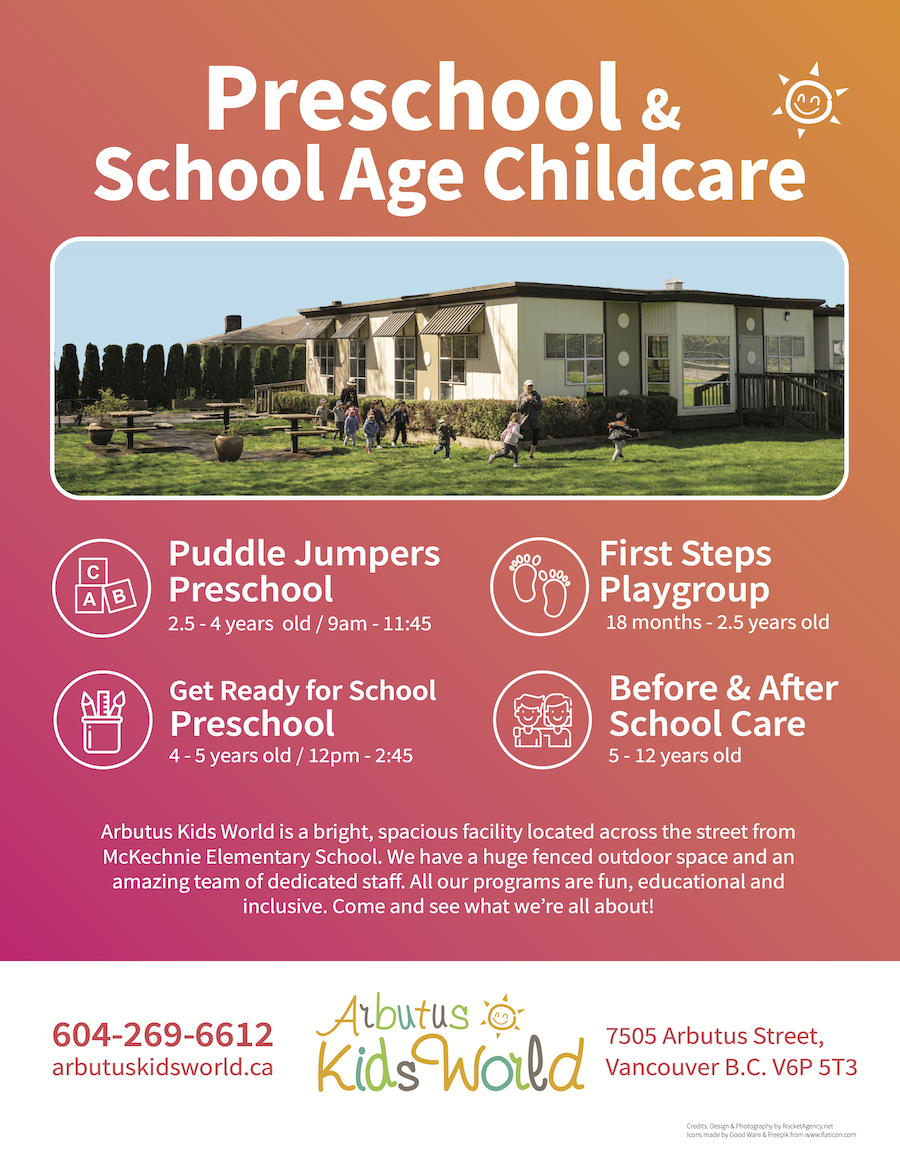 Preschool &
School Age Childcare
Puddle Jumpers
Preschool
2.5 - 4 years old / 9am - 11:45
First Steps
Playgroup
18 months - 2.5 years old
C
A B
Get Ready for School
Preschool
4 - 5 years old / 12pm - 2:45
Before & After
School Care
5 - 12 years old
Arbutus Kids World is a bright, spacious facility located across the street from
McKechnie Elementary School. We have a huge fenced outdoor space and an
amazing team of dedicated staff. All our programs are fun, educational and
inclusive. Come and see what we're all about!
604-269-6612
arbutuskidsworld.ca
Arbutus
Kids World
7505 Arbutus Street,
Vancouver B.C. V6P 5T3
Credits: Design & Photography by RocketAgency.net
Icons made by Good Ware & Freepik from www.flaticon.com